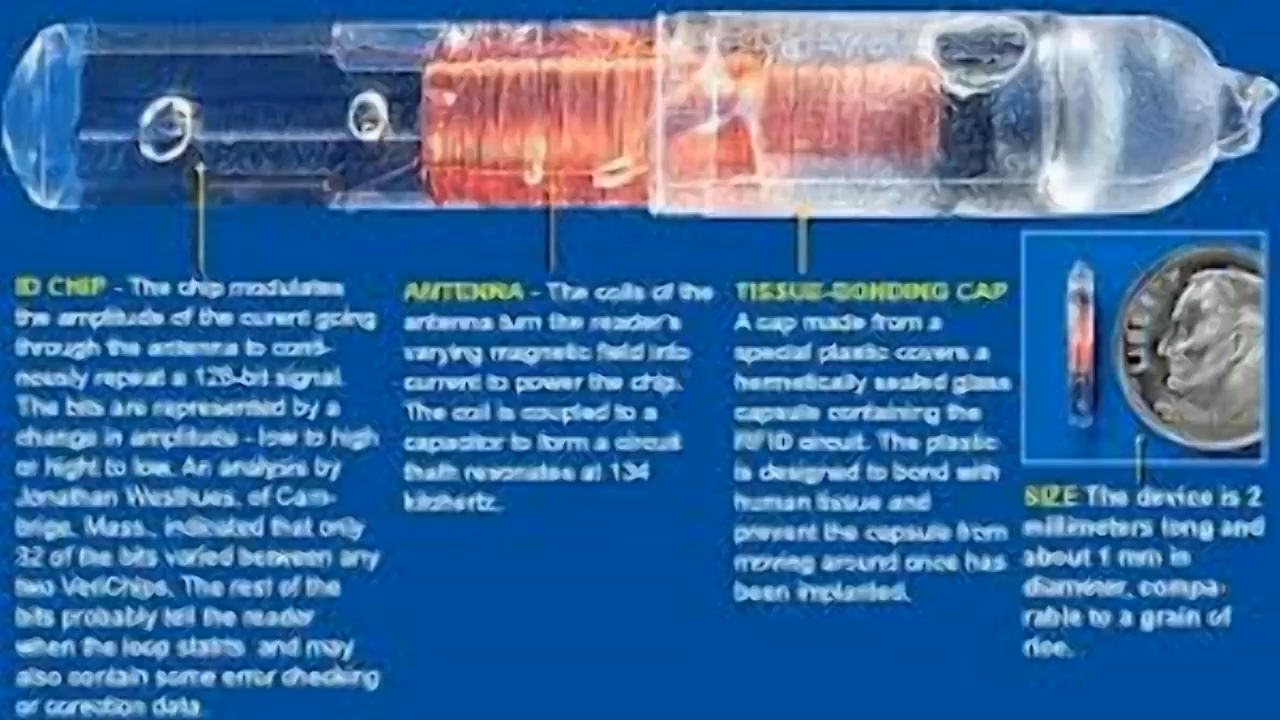 ID CHIP - The chip modulates
the amplitude of the curent going
through the antenna to conti-
nously repeat a 128-bit signal.
The bits are represented by a
change in amplitude - low to high
or hight to low. An analysis by
Jonathan Westhues, of Cam-
brige, Mass., indicated that only
32 of the bits varied between any
two VeriChips. The rest of the
bits probably tell the reader
when the loop statrts and may
also contain some error checking
or corection data.
ANTENNA - The coils of the
antenna turn the reader's
varying magnetic field into
current to power the chip.
The coil is coupled to a
capacitor to form a circuit
that resonates at 134
kilohertz.
TISSUE-BONDING CAP
A cap made from a
special plastic covers a
hermetically sealed glass
capsule containing the
RFID circuit. The plastic
is designed to bond with
human tissue and
prevent the capsule from
moving around once has
been implanted.
SIZE The device is 2
millimeters long and
about 1 mm in
diameter, compa-
rable to a grain of
rice.